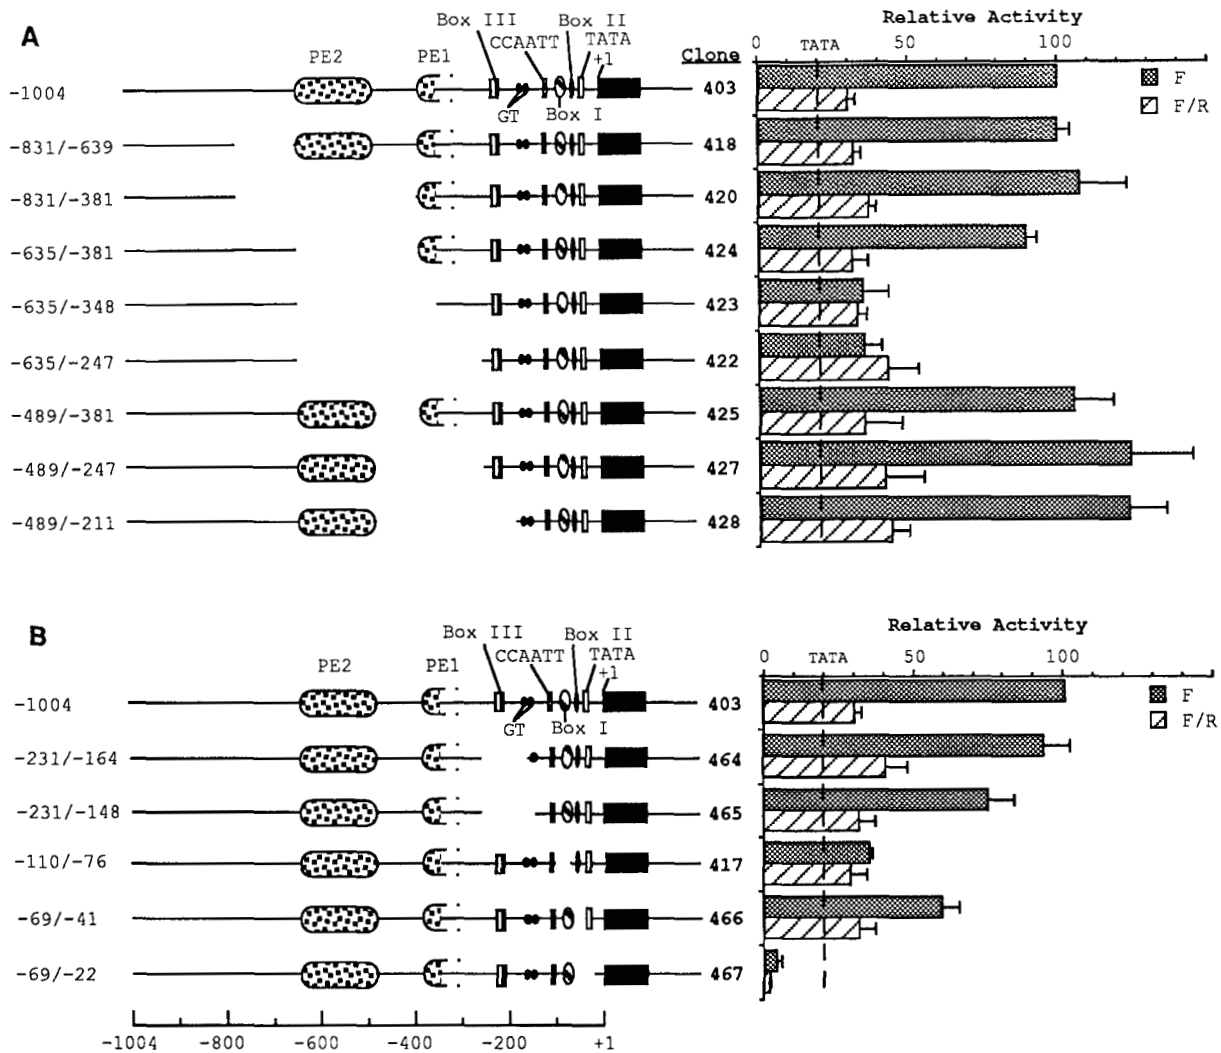 A
Box III
Box II
Relative Activity
CCAATT
TATA
PE2
PE1
+1
Clone
0 TATA 50 100
-1004
403
F
GT
Box I
F/R
-831/-639
418
-831/-381
420
-635/-381
424
-635/-348
423
-635/-247
422
-489/-381
425
-489/-247
427
-489/-211
428
B
Box III
Box II
Relative Activity
CCAATT
TATA
PE2
PE1
+1
0 TATA 50 100
-1004
403
F
GT
Box I
F/R
-231/-164
464
-231/-148
465
-110/-76
417
-69/-41
466
-69/-22
467
-1004 -800 -600 -400 -200 +1